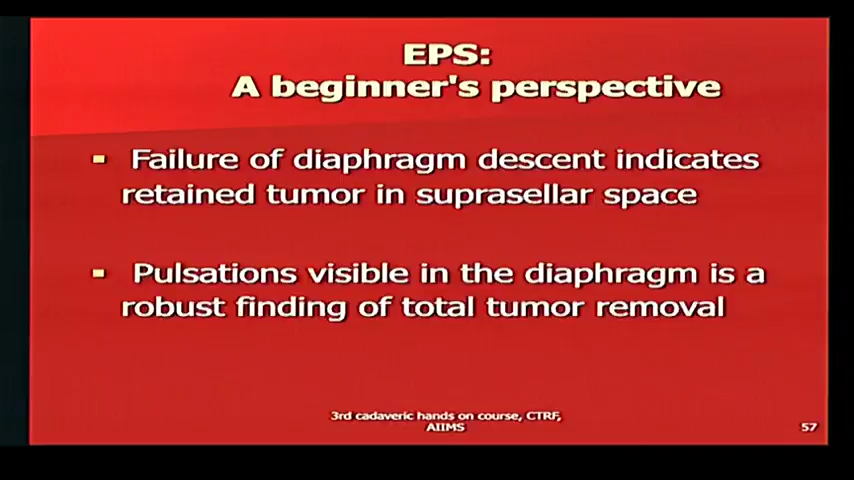 EPS:
A beginner's perspective
▪ Failure of diaphragm descent indicates
retained tumor in suprasellar space
▪ Pulsations visible in the diaphragm is a
robust finding of total tumor removal
3rd cadaveric hands on course, CTRF,
AIIMS
57